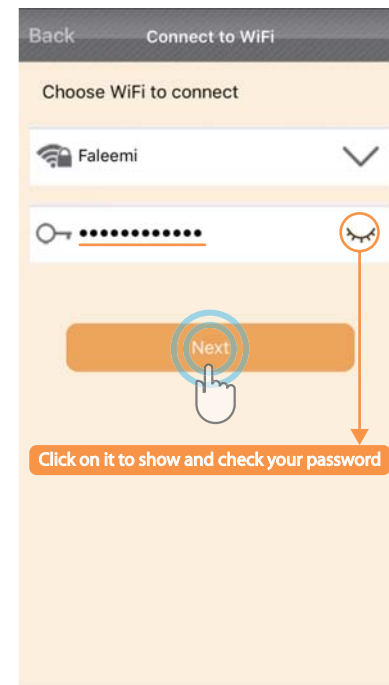 Back Connect to WiFi
Choose WiFi to connect
Faleemi
••••••••••••
Next
Click on it to show and check your password